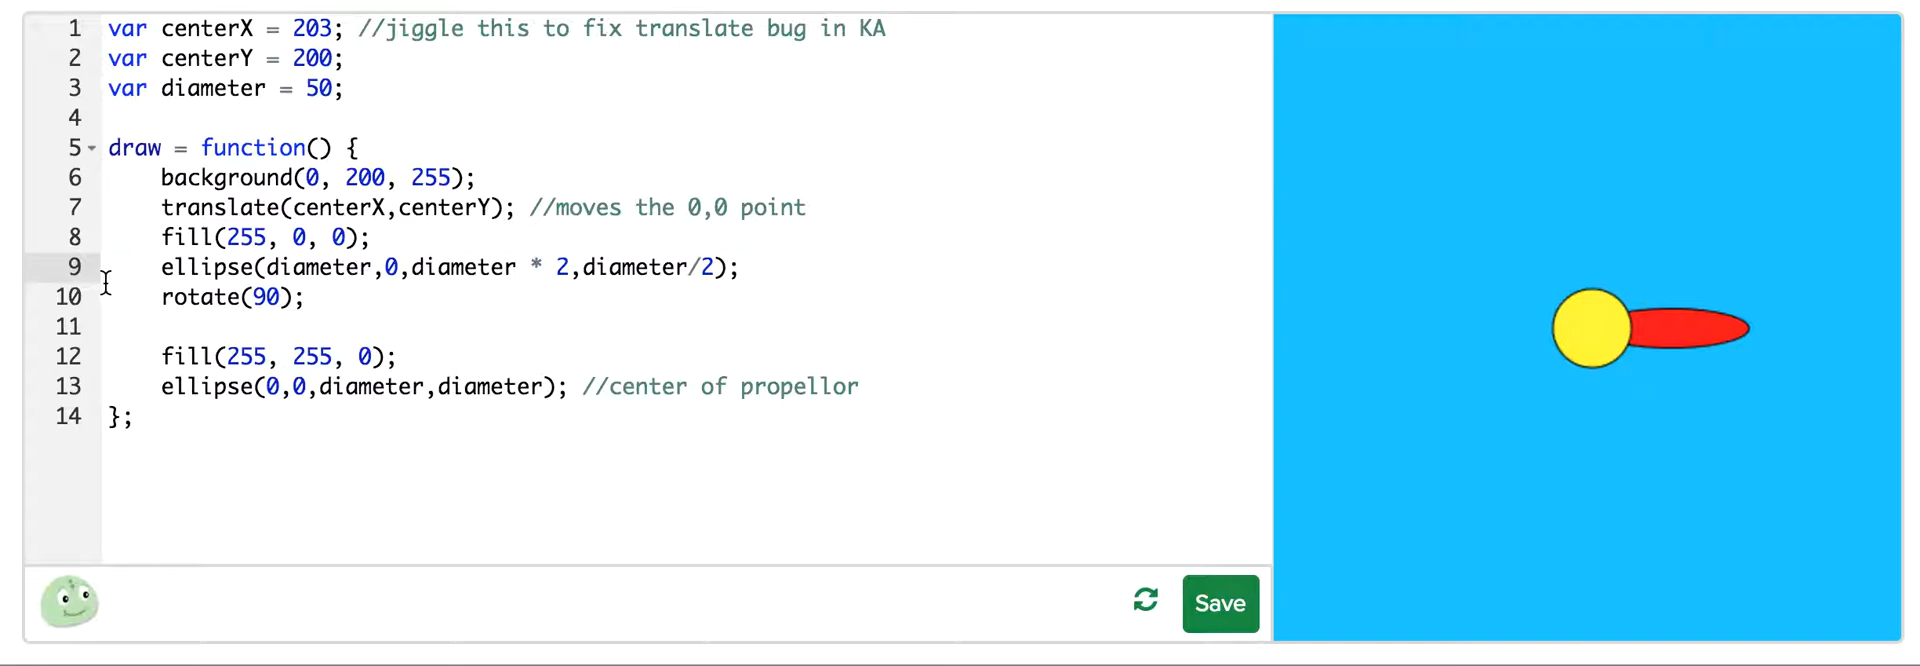 1 var centerX = 203; //jiggle this to fix translate bug in KA
2 var centerY = 200;
3 var diameter = 50;
4
5 draw = function() {
6 background(0, 200, 255);
7 translate(centerX,centerY); //moves the 0,0 point
8 fill(255, 0, 0);
9 ellipse(diameter,0,diameter * 2,diameter/2);
10 rotate(90);
11
12 fill(255, 255, 0);
13 ellipse(0,0,diameter,diameter); //center of propellor
14 };
Save